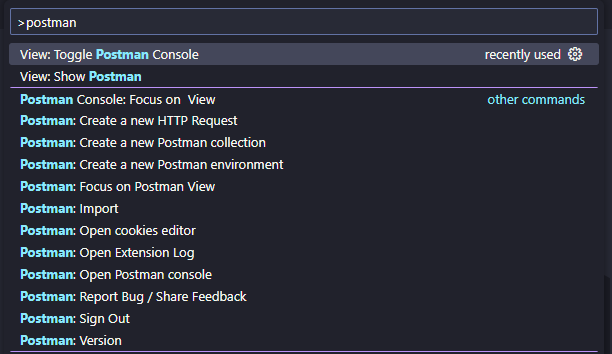 >postman
View: Toggle Postman Console recently used
View: Show Postman
Postman Console: Focus on View other commands
Postman: Create a new HTTP Request
Postman: Create a new Postman collection
Postman: Create a new Postman environment
Postman: Focus on Postman View
Postman: Import
Postman: Open cookies editor
Postman: Open Extension Log
Postman: Open Postman console
Postman: Report Bug / Share Feedback
Postman: Sign Out
Postman: Version